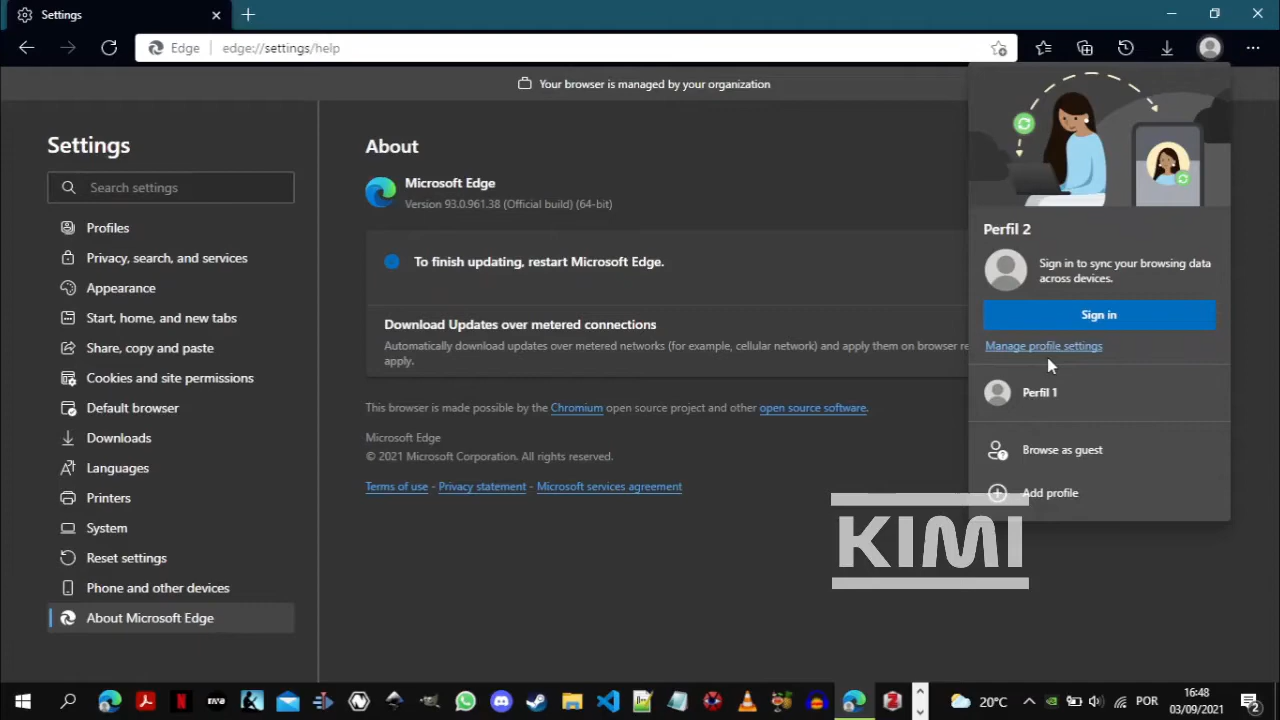 Settings
Edge
edge://settings/help
Your browser is managed by your organization
Settings
Search settings
Profiles
Privacy, search, and services
Appearance
Start, home, and new tabs
Share, copy and paste
Cookies and site permissions
Default browser
Downloads
Languages
Printers
System
Reset settings
Phone and other devices
About Microsoft Edge
About
Microsoft Edge
Version 93.0.961.38 (Official build) (64-bit)
To finish updating, restart Microsoft Edge.
Download Updates over metered connections
Automatically download updates over metered networks (for example, cellular network) and apply them on browser re
apply.
This browser is made possible by the Chromium open source project and other open source software.
Microsoft Edge
© 2021 Microsoft Corporation. All rights reserved.
Terms of use - Privacy statement - Microsoft services agreement
Perfil 2
Sign in to sync your browsing data
across devices.
Sign in
Manage profile settings
Perfil 1
Browse as guest
Add profile
KIMI
20°C
POR
16:48
03/09/2021
2